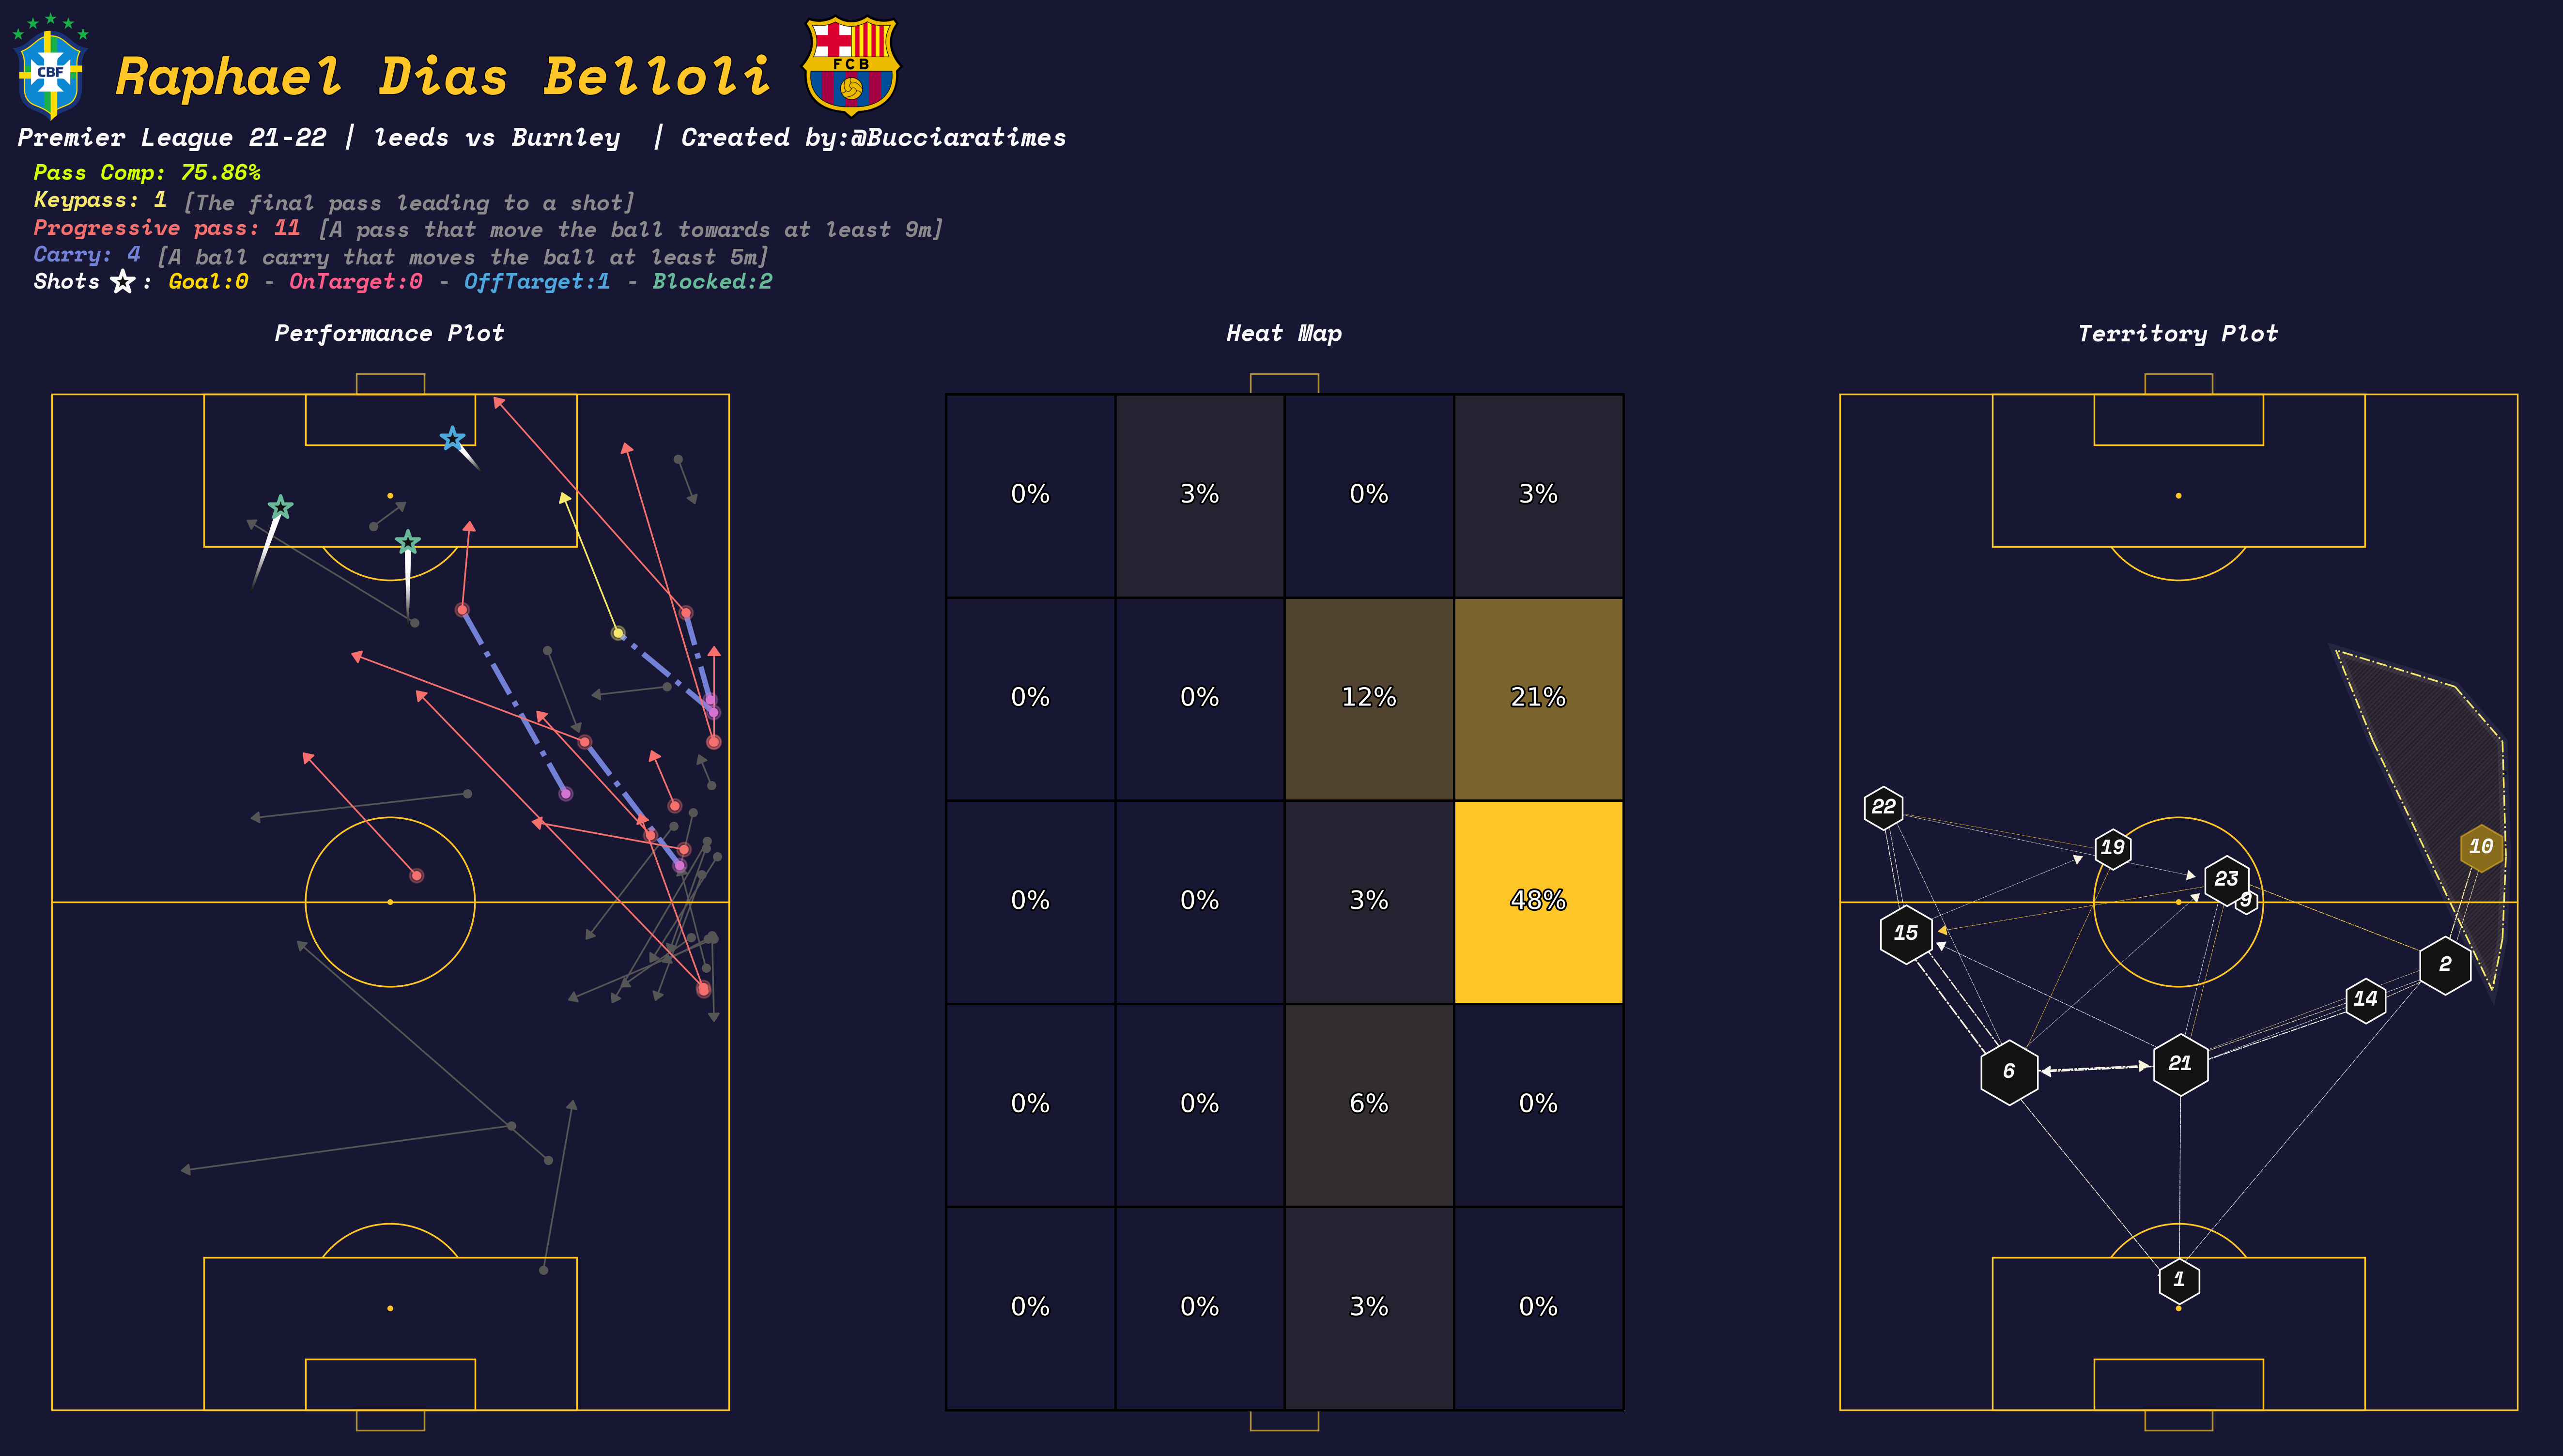 CBF
Raphael Dias Belloli
FCB
Premier League 21-22 | leeds vs Burnley | Created by:@Bucciaratimes
Pass Comp: 75.86%
Keypass: 1 [The final pass leading to a shot]
Progressive pass: 11 [A pass that move the ball towards at least 9m]
Carry: 4 [A ball carry that moves the ball at least 5m]
Shots : Goal:0 - OnTarget:0 - OffTarget:1 - Blocked:2
Performance Plot
Heat Map
Territory Plot
0% 3% 0% 3%
0% 0% 12% 21%
0% 0% 3% 48%
0% 0% 6% 0%
0% 0% 3% 0%
22
19
10
23
9
15
2
14
6
21
1